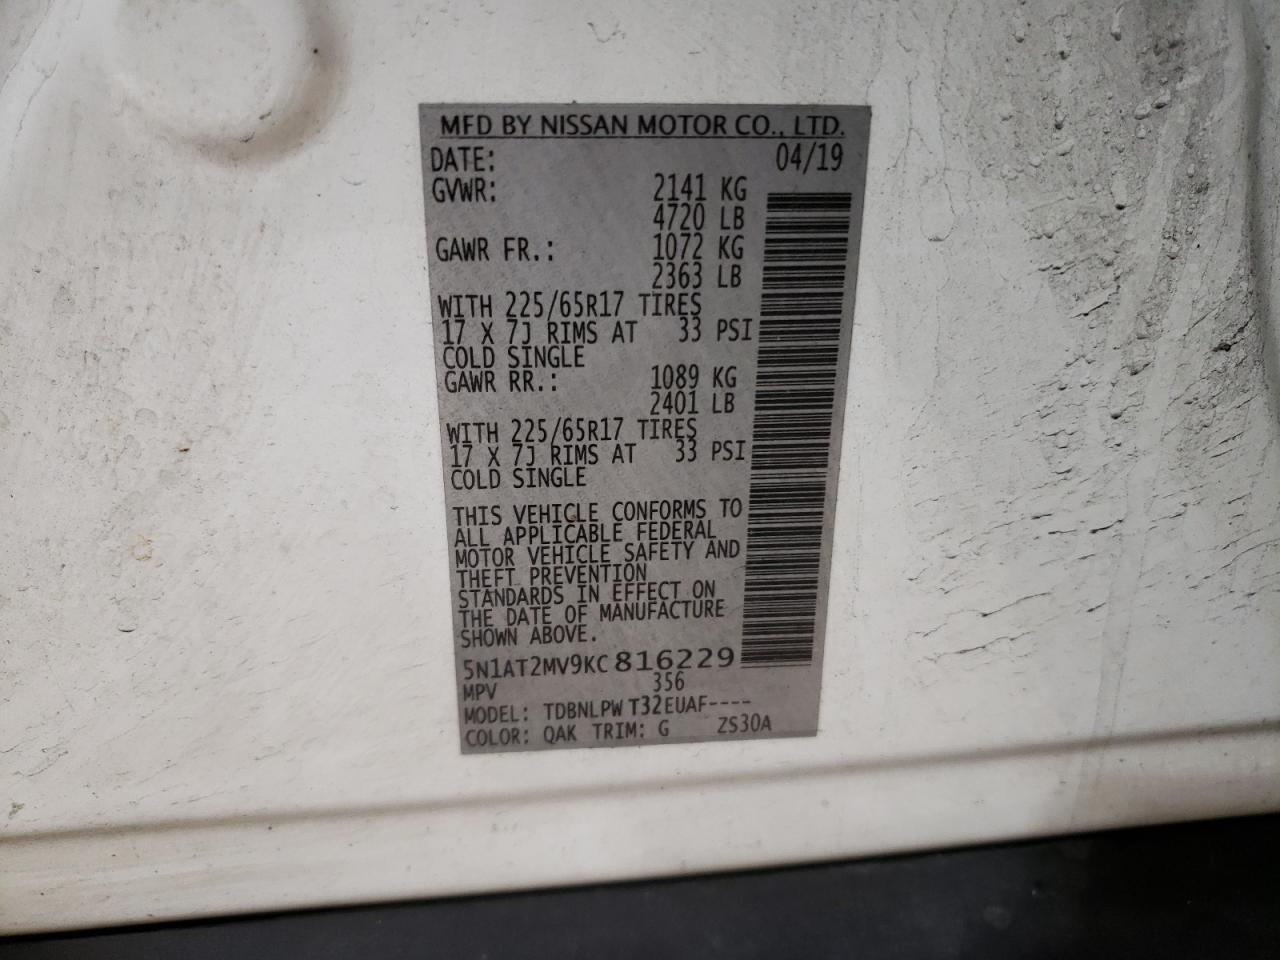 MFD BY NISSAN MOTOR CO., LTD.
DATE: 04/19
GVWR: 2141 KG
4720 LB
GAWR FR.: 1072 KG
2363 LB
WITH 225/65R17 TIRES
17 X 7J RIMS AT 33 PSI
COLD SINGLE
GAWR RR.: 1089 KG
2401 LB
WITH 225/65R17 TIRES
17 X 7J RIMS AT 33 PSI
COLD SINGLE
THIS VEHICLE CONFORMS TO
ALL APPLICABLE FEDERAL
MOTOR VEHICLE SAFETY AND
THEFT PREVENTION
STANDARDS IN EFFECT ON
THE DATE OF MANUFACTURE
SHOWN ABOVE.
5N1AT2MV9KC816229
MPV 356
MODEL: TDBNLPW T32EUAF----
COLOR: QAK TRIM: G ZS30A